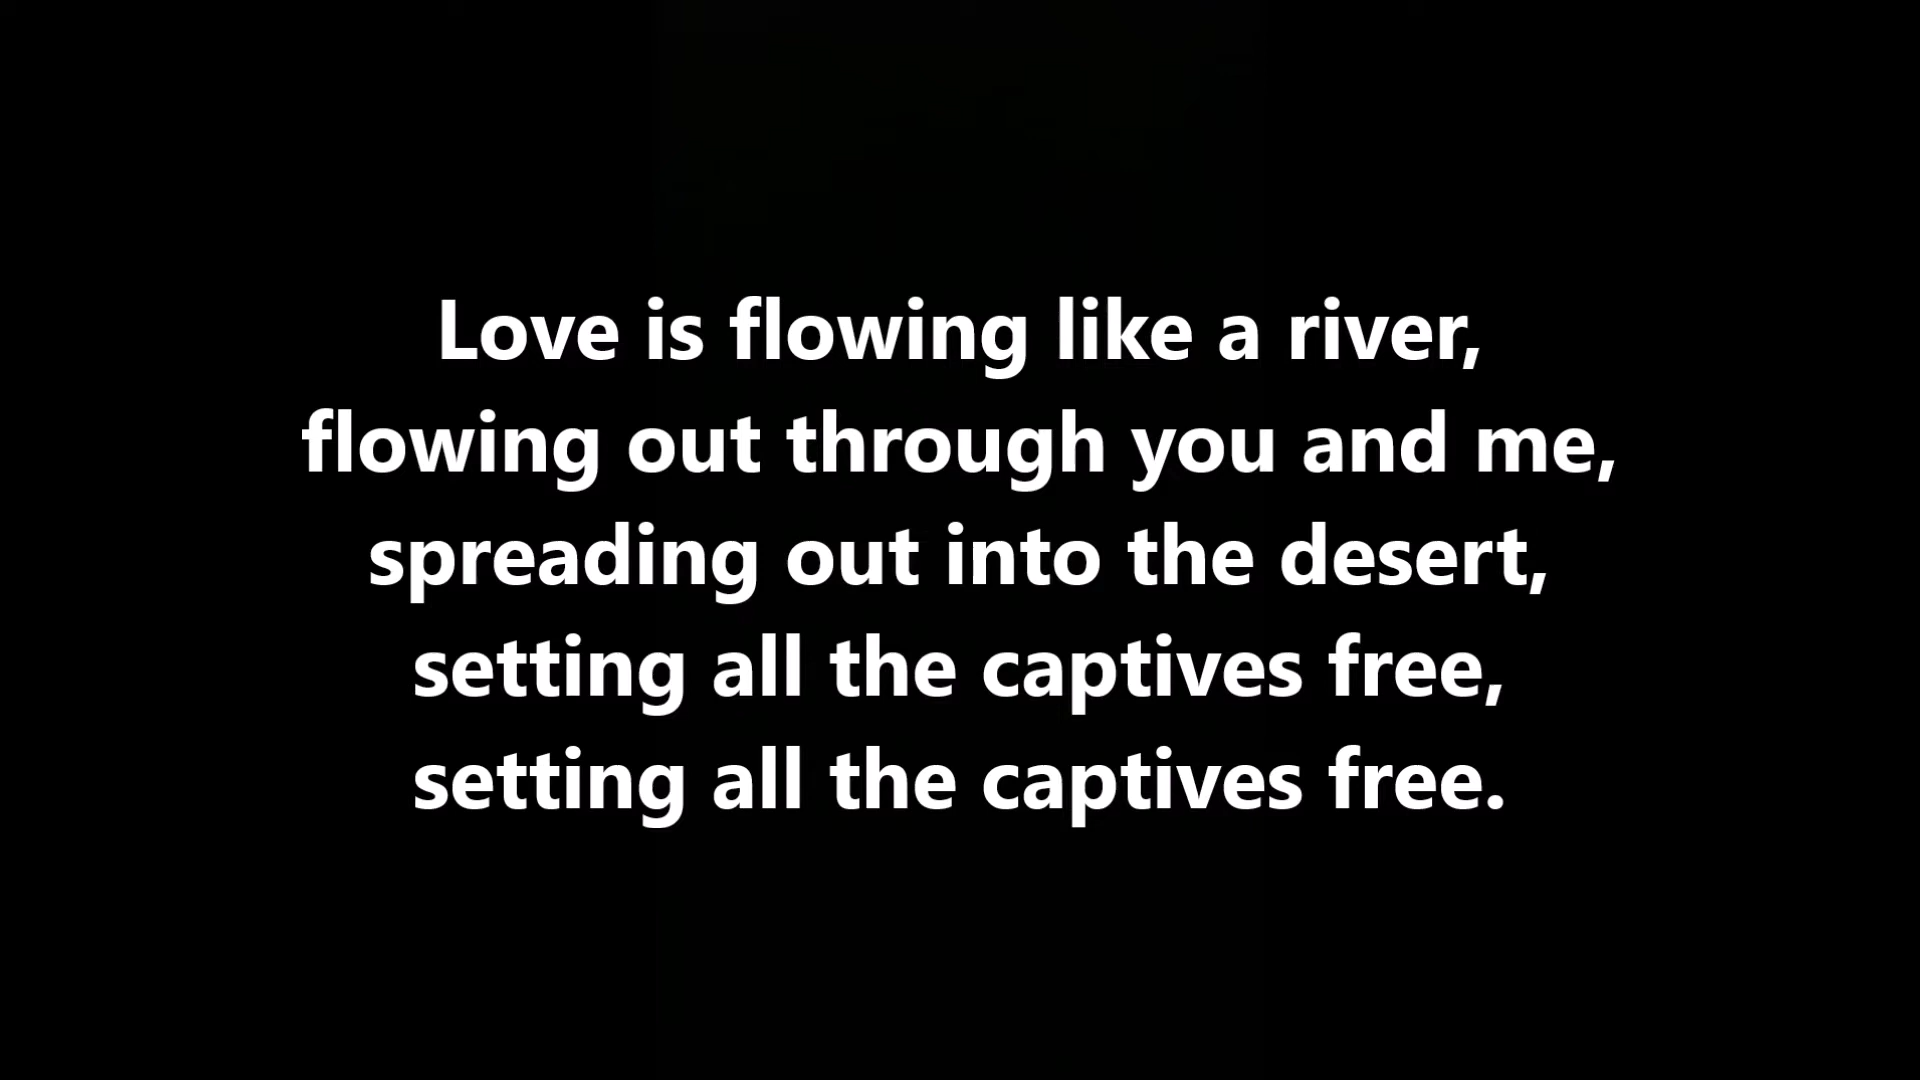 Love is flowing like a river,
flowing out through you and me,
spreading out into the desert,
setting all the captives free,
setting all the captives free.